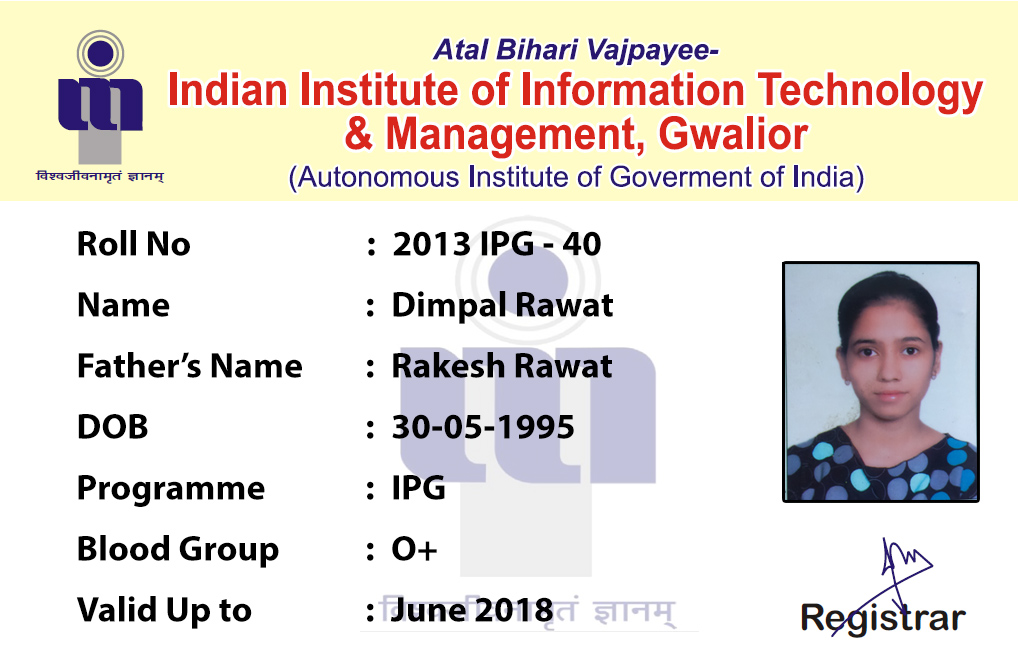 Atal Bihari Vajpayee-
Indian Institute of Information Technology
& Management, Gwalior
(Autonomous Institute of Goverment of India)
विश्वजीवनामृतं ज्ञानम्
Roll No : 2013 IPG - 40
Name : Dimpal Rawat
Father's Name : Rakesh Rawat
DOB : 30-05-1995
Programme : IPG
Blood Group : O+
Valid Up to : June 2018
विश्वजीवनामृतं ज्ञानम्
Registrar